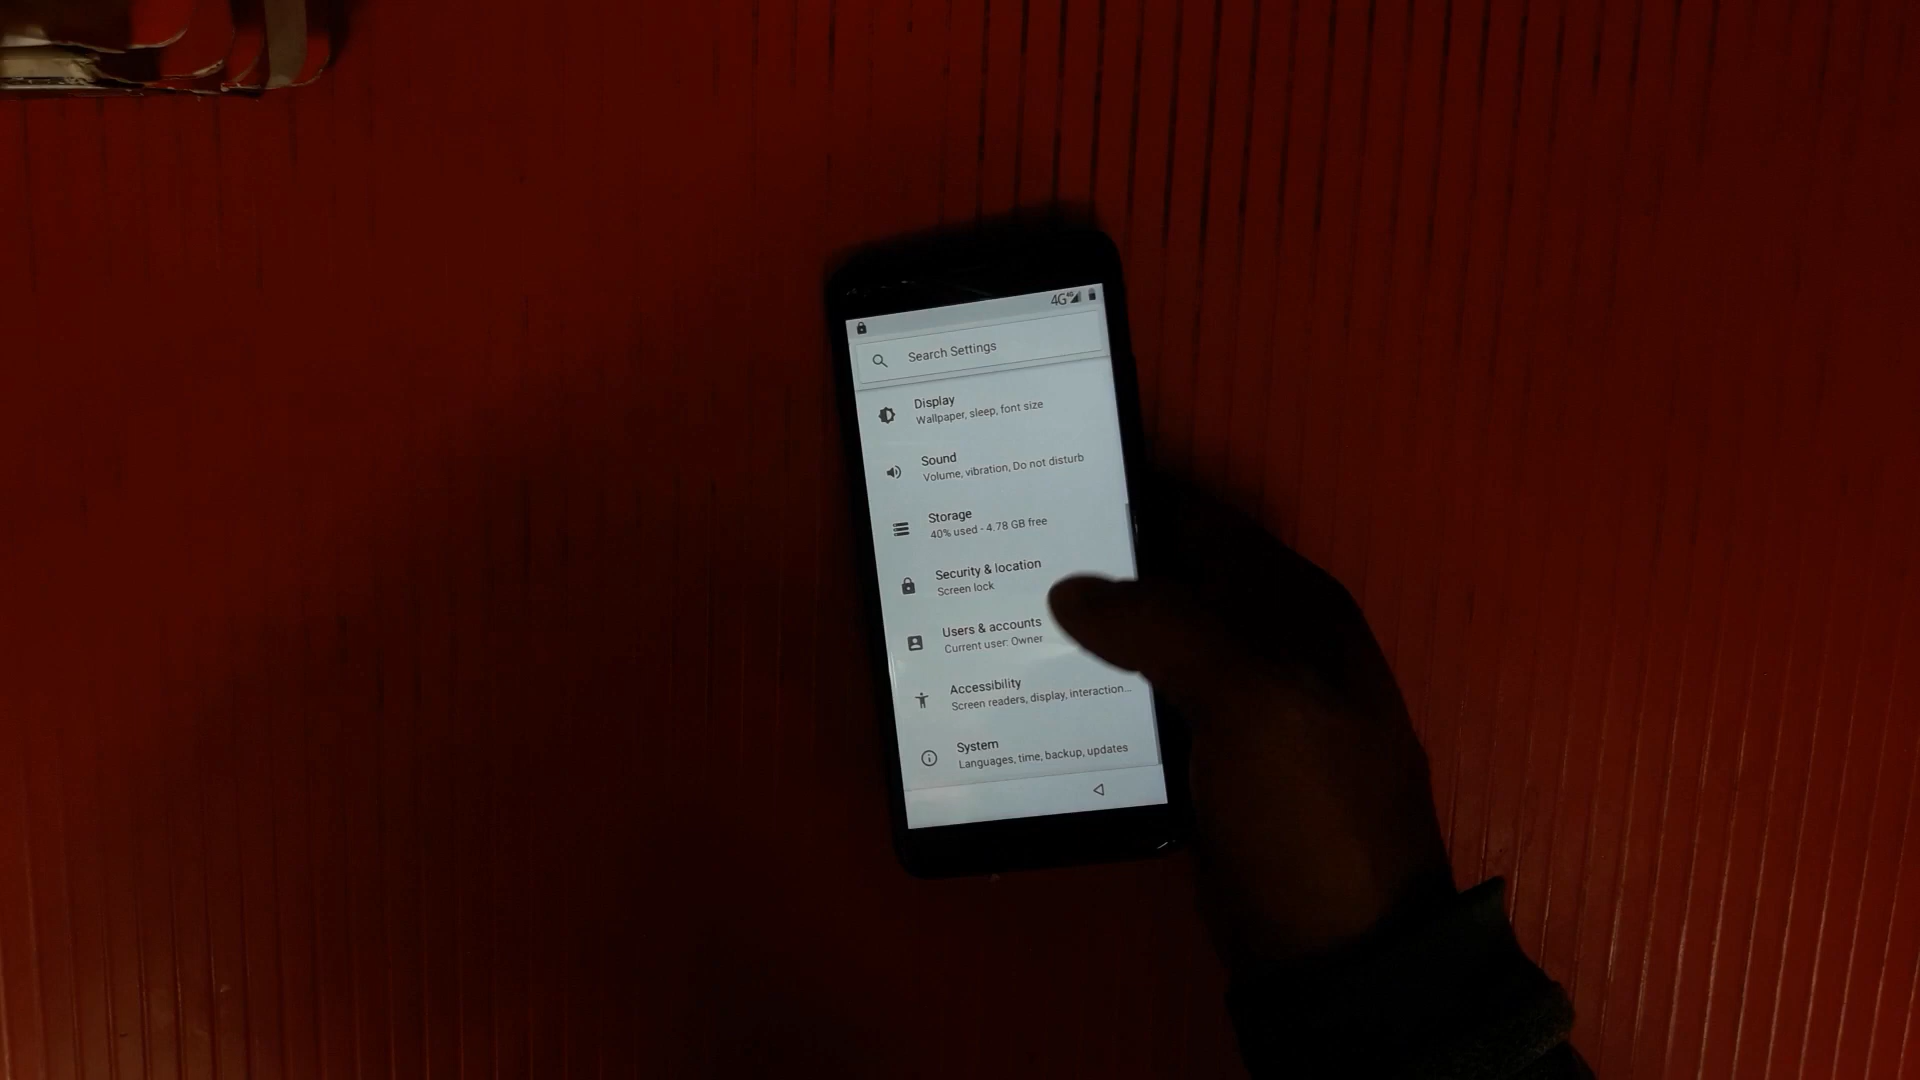 4G
Search Settings
Display
Wallpaper, sleep, font size
Sound
Volume, vibration, Do not disturb
Storage
40% used - 4.78 GB free
Security & location
Screen lock
Users & accounts
Current user: Owner
Accessibility
Screen readers, display, interaction...
System
Languages, time, backup, updates